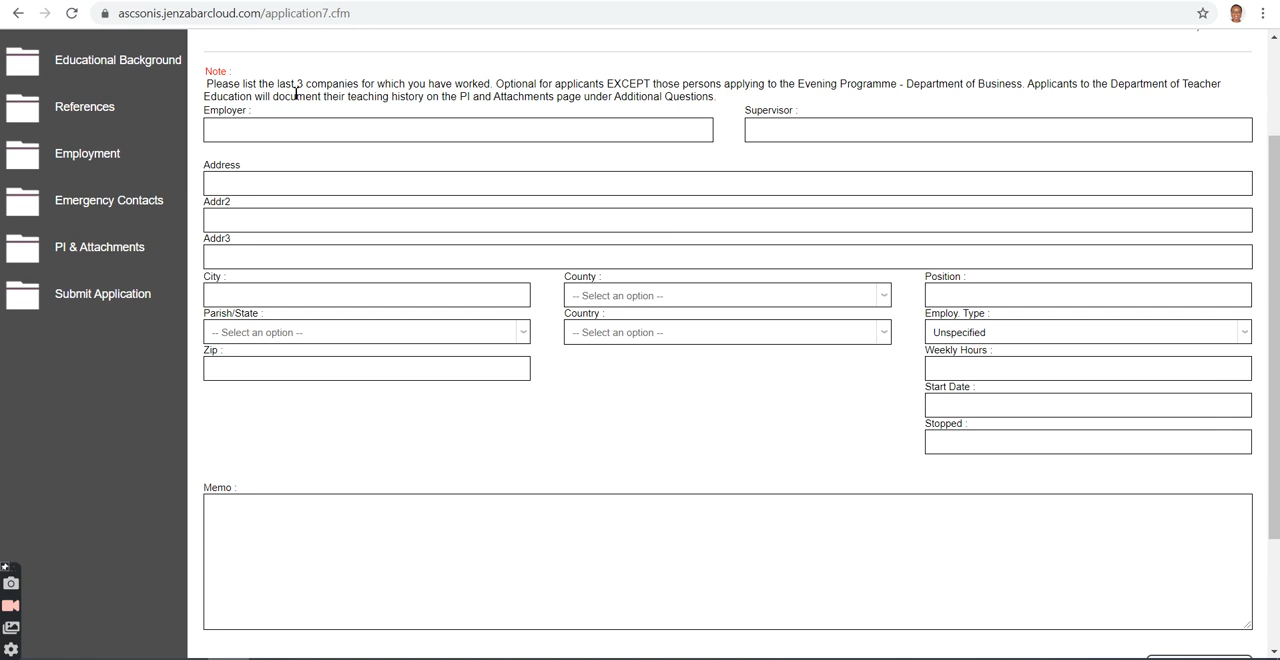 ascsonis.jenzabarcloud.com/application7.cfm
Educational Background
References
Employment
Emergency Contacts
PI & Attachments
Submit Application
Note :
Please list the last 3 companies for which you have worked. Optional for applicants EXCEPT those persons applying to the Evening Programme - Department of Business. Applicants to the Department of Teacher
Education will document their teaching history on the PI and Attachments page under Additional Questions.
Employer : Supervisor :
Address
Addr2
Addr3
City : County : Position :
-- Select an option --
Parish/State : Country : Employ. Type :
-- Select an option -- -- Select an option -- Unspecified
Zip : Weekly Hours :
Start Date :
Stopped :
Memo :